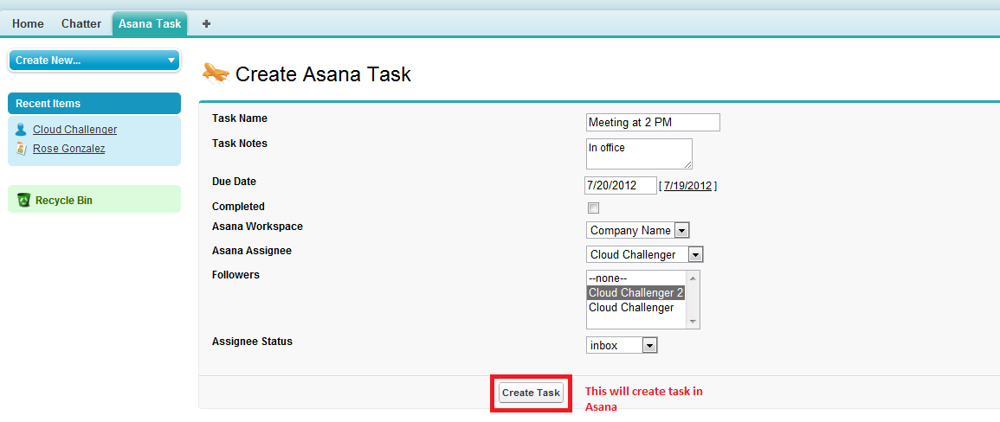 Home Chatter Asana Task +
Create New...
Recent Items
Cloud Challenger
Rose Gonzalez
Recycle Bin
Create Asana Task
Task Name Meeting at 2 PM
Task Notes In office
Due Date 7/20/2012 [ 7/19/2012 ]
Completed
Asana Workspace Company Name
Asana Assignee Cloud Challenger
Followers --none--
Cloud Challenger 2
Cloud Challenger
Assignee Status inbox
Create Task This will create task in
Asana